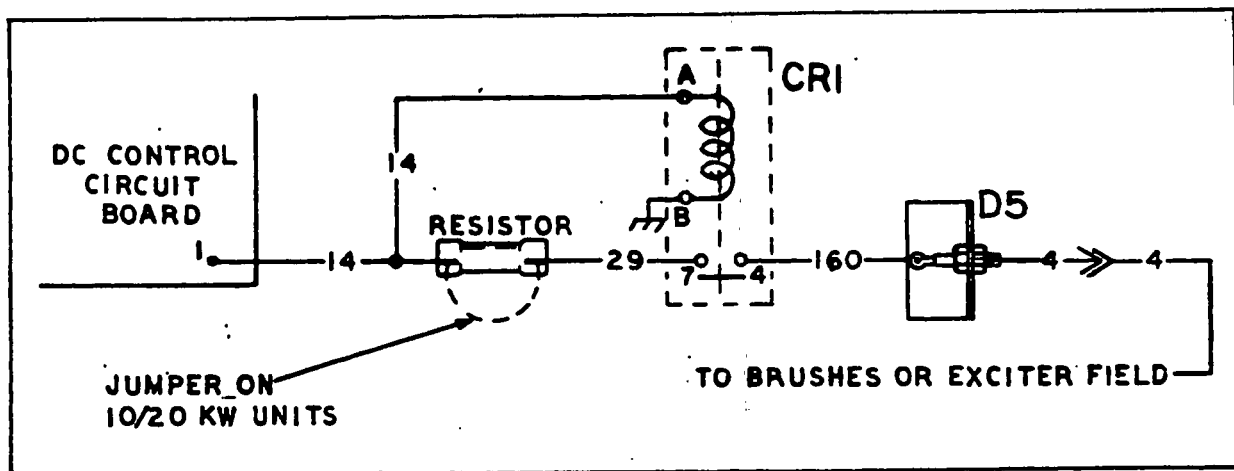 A
CR1
14
DC CONTROL
CIRCUIT
BOARD
B
RESISTOR
D5
1
14
29
7
4
160
4
4
JUMPER ON
10/20 KW UNITS
TO BRUSHES OR EXCITER FIELD